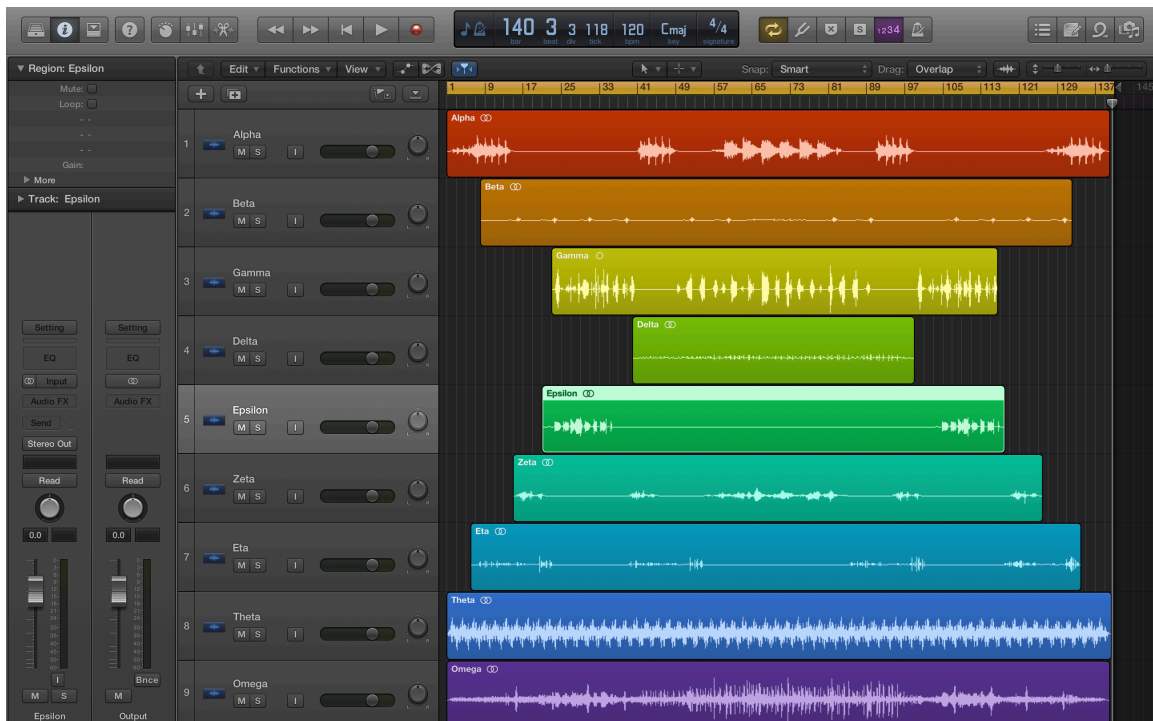 140 3 3 118 120 Cmaj 4/4
bar beat div tick bpm key signature
S 1234
Region: Epsilon
Edit Functions View Snap: Smart Drag: Overlap
Mute:
Loop:
- -
- -
- -
Gain:
More
Track: Epsilon
1 9 17 25 33 41 49 57 65 73 81 89 97 105 113 121 129 137 145
1 Alpha M S I L R
Alpha
2 Beta M S I L R
Beta
3 Gamma M S I L R
Gamma
4 Delta M S I L R
Delta
5 Epsilon M S I L R
Epsilon
6 Zeta M S I L R
Zeta
7 Eta M S I L R
Eta
8 Theta M S I L R
Theta
9 Omega M S I L R
Omega
Setting Setting
EQ EQ
Input
Audio FX Audio FX
Send
Stereo Out
Read Read
0.0 0.0
I Bnce
M S M
Epsilon Output